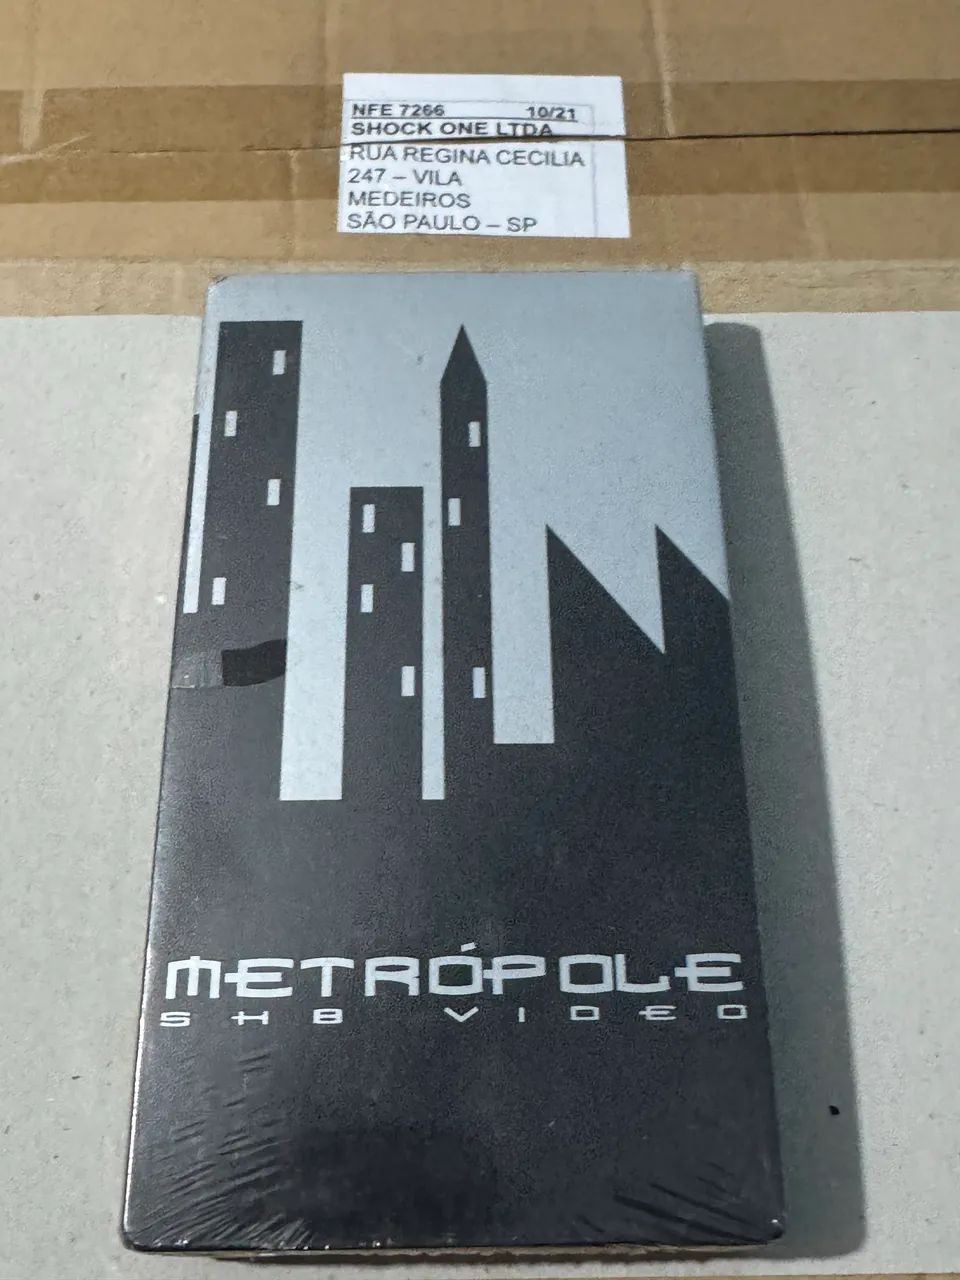 NFE 7266 10/21
SHOCK ONE LTDA
RUA REGINA CECILIA
247 – VILA
MEDEIROS
SÃO PAULO – SP
METRÓPOLE
SHB VIDEO